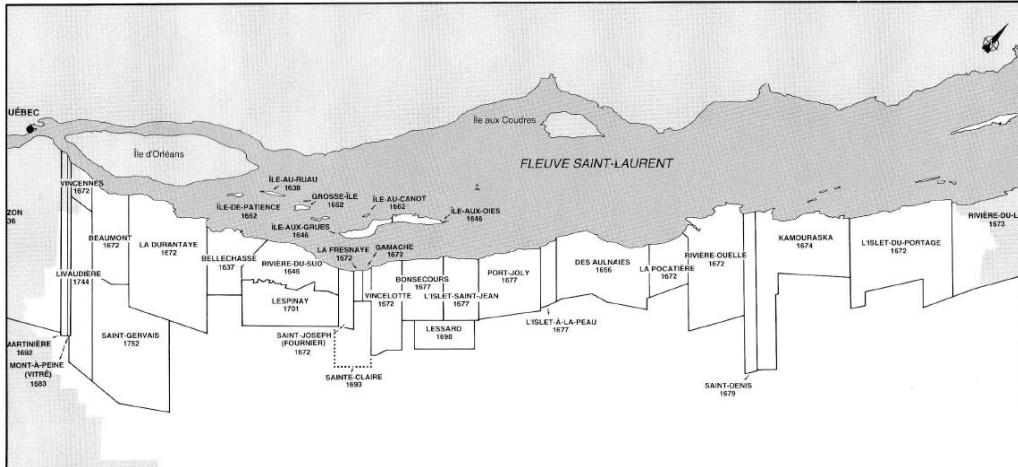 UÉBEC
Île d'Orléans
Île aux Coudres
FLEUVE SAINT-LAURENT
ÎLE-AU-RUAU
1638
GROSSE-ÎLE
1662
ÎLE-DE-PATIENCE
1652
ÎLE-AU-CANOT
1662
ÎLE-AUX-OIES
1646
ÎLE-AUX-GRUES
1646
VINCENNES
1672
ZON
36
BEAUMONT
1672
LA DURANTAYE
1672
BELLECHASSE
1637
RIVIÈRE-DU-SUD
1646
LA FRESNAYE
1672
GAMACHE
1672
BONSECOURS
1677
PORT-JOLY
1677
DES AULNAIES
1656
LA POCATIÈRE
1672
RIVIÈRE-OUELLE
1672
KAMOURASKA
1674
L'ISLET-DU-PORTAGE
1672
RIVIÈRE-DU-L
1673
LIVAUDIÈRE
1744
LESPINAY
1701
VINCELOTTE
1672
L'ISLET-SAINT-JEAN
1677
L'ISLET-À-LA-PEAU
1677
LESSARD
1698
SAINT-GERVAIS
1752
SAINT-JOSEPH
(FOURNIER)
1672
MARTINIÈRE
1692
MONT-À-PEINE
(VITRÉ)
1683
SAINTE-CLAIRE
1693
SAINT-DENIS
1679